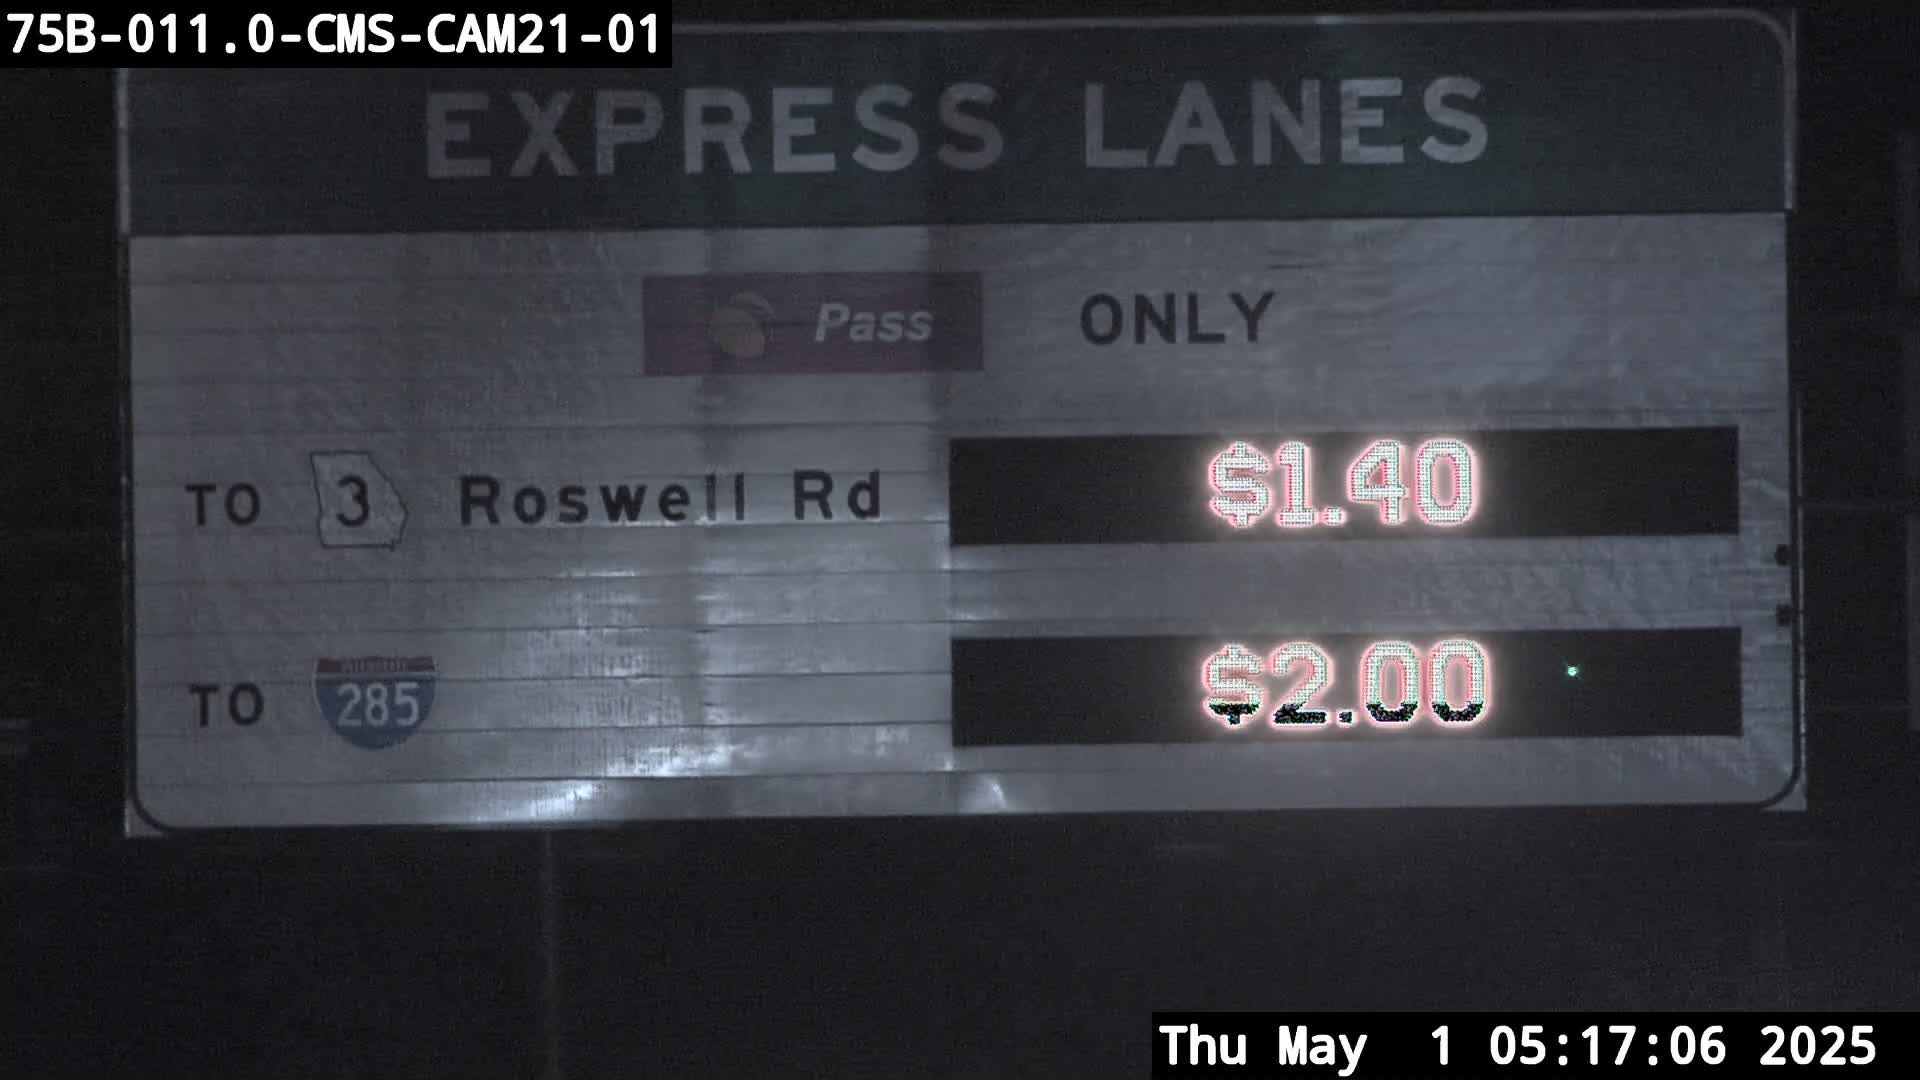 75B-011.0-CMS-CAM21-01
EXPRESS LANES
Pass ONLY
TO 3 Roswell Rd $1.40
TO INTERSTATE 285 $2.00
Thu May 1 05:17:06 2025